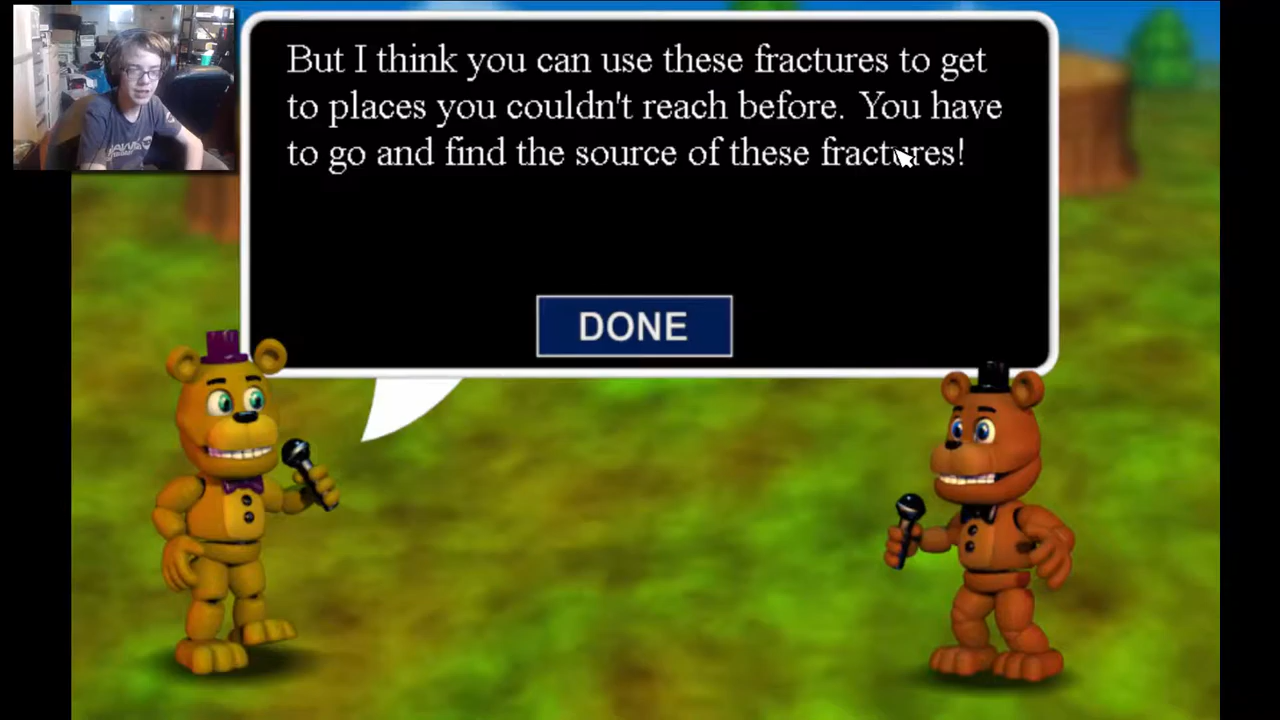 But I think you can use these fractures to get
to places you couldn't reach before. You have
to go and find the source of these fractures!
DONE